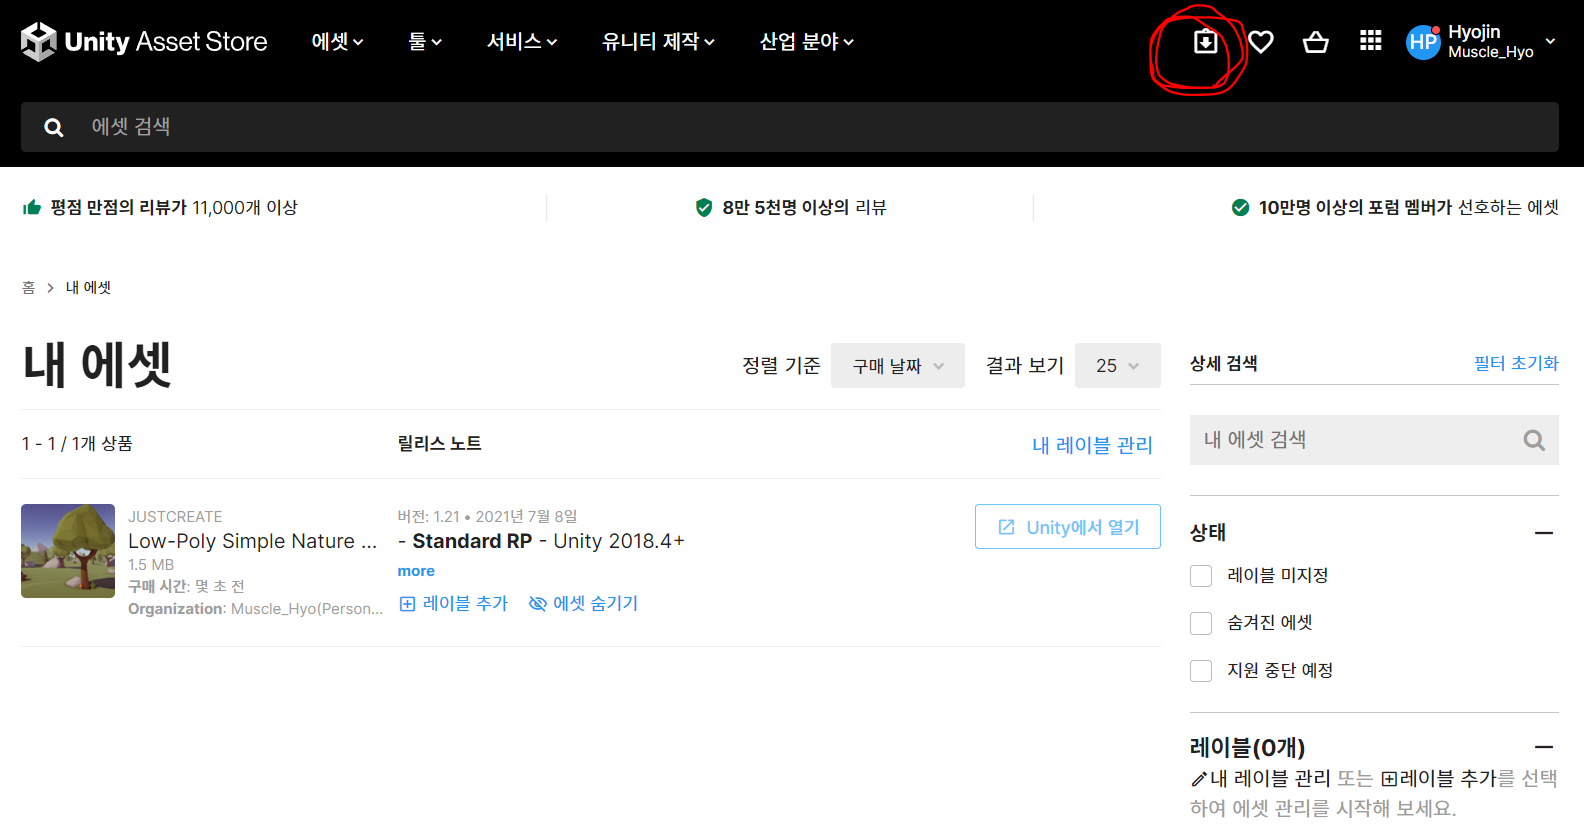 Unity Asset Store
에셋 툴 서비스 유니티 제작 산업 분야
HP Hyojin
Muscle_Hyo
에셋 검색
평점 만점의 리뷰가 11,000개 이상
8만 5천명 이상의 리뷰
10만명 이상의 포럼 멤버가 선호하는 에셋
홈 > 내 에셋
내 에셋
정렬 기준 구매 날짜 결과 보기 25
1 - 1 / 1개 상품
릴리스 노트
내 레이블 관리
JUSTCREATE
Low-Poly Simple Nature ...
1.5 MB
구매 시간: 몇 초 전
Organization: Muscle_Hyo(Person...
버전: 1.21 • 2021년 7월 8일
- Standard RP - Unity 2018.4+
more
레이블 추가 에셋 숨기기
Unity에서 열기
상세 검색 필터 초기화
내 에셋 검색
상태
레이블 미지정
숨겨진 에셋
지원 중단 예정
레이블(0개)
내 레이블 관리 또는 레이블 추가를 선택
하여 에셋 관리를 시작해 보세요.